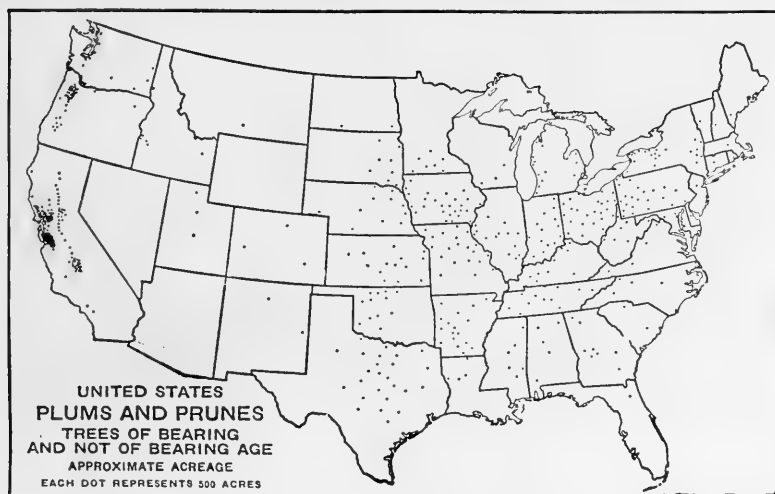 UNITED STATES
PLUMS AND PRUNES
TREES OF BEARING
AND NOT OF BEARING AGE
APPROXIMATE ACREAGE
EACH DOT REPRESENTS 500 ACRES